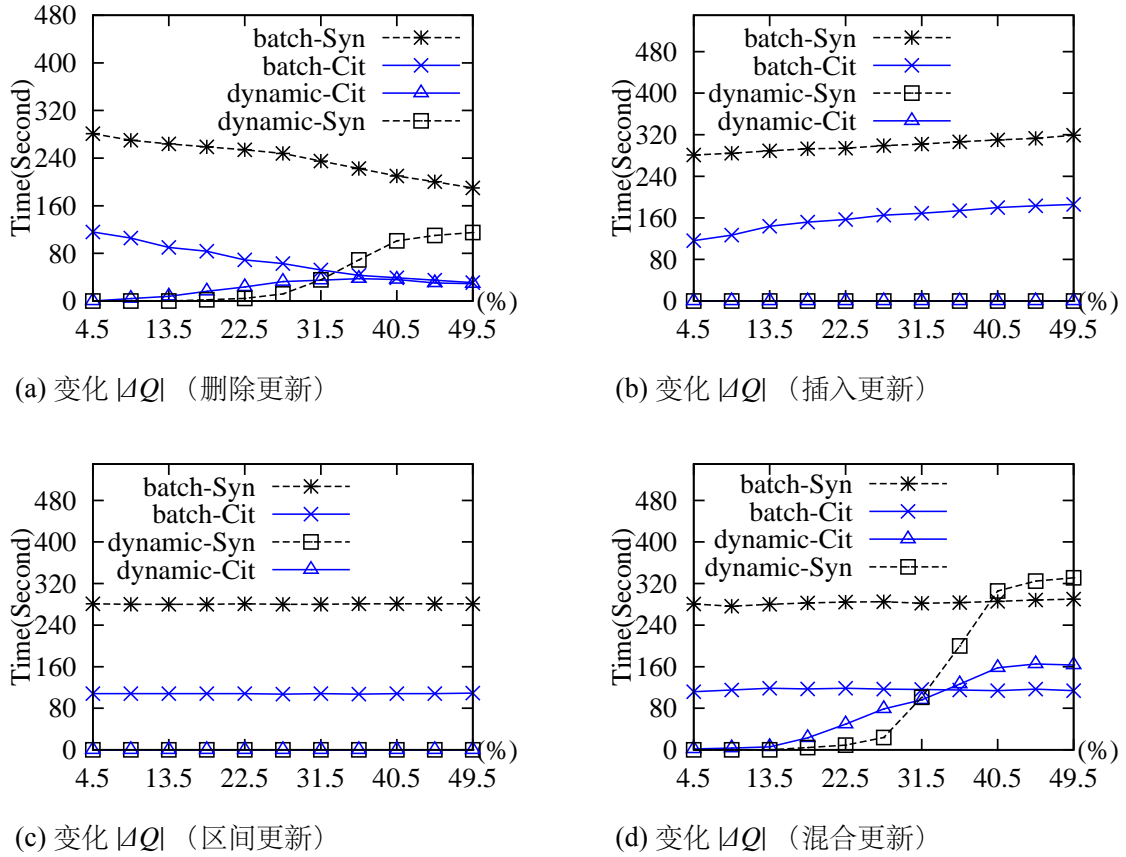 480
400
320
240
160
80
0
Time(Second)
batch-Syn
batch-Cit
dynamic-Cit
dynamic-Syn
4.5 13.5 22.5 31.5 40.5 49.5
(%)
(a) 变化 |ΔQ| （删除更新）
480
400
320
240
160
80
0
Time(Second)
batch-Syn
batch-Cit
dynamic-Syn
dynamic-Cit
4.5 13.5 22.5 31.5 40.5 49.5
(%)
(b) 变化 |ΔQ| （插入更新）
480
400
320
240
160
80
0
Time(Second)
batch-Syn
batch-Cit
dynamic-Syn
dynamic-Cit
4.5 13.5 22.5 31.5 40.5 49.5
(%)
(c) 变化 |ΔQ| （区间更新）
480
400
320
240
160
80
0
Time(Second)
batch-Syn
batch-Cit
dynamic-Cit
dynamic-Syn
4.5 13.5 22.5 31.5 40.5 49.5
(%)
(d) 变化 |ΔQ| （混合更新）